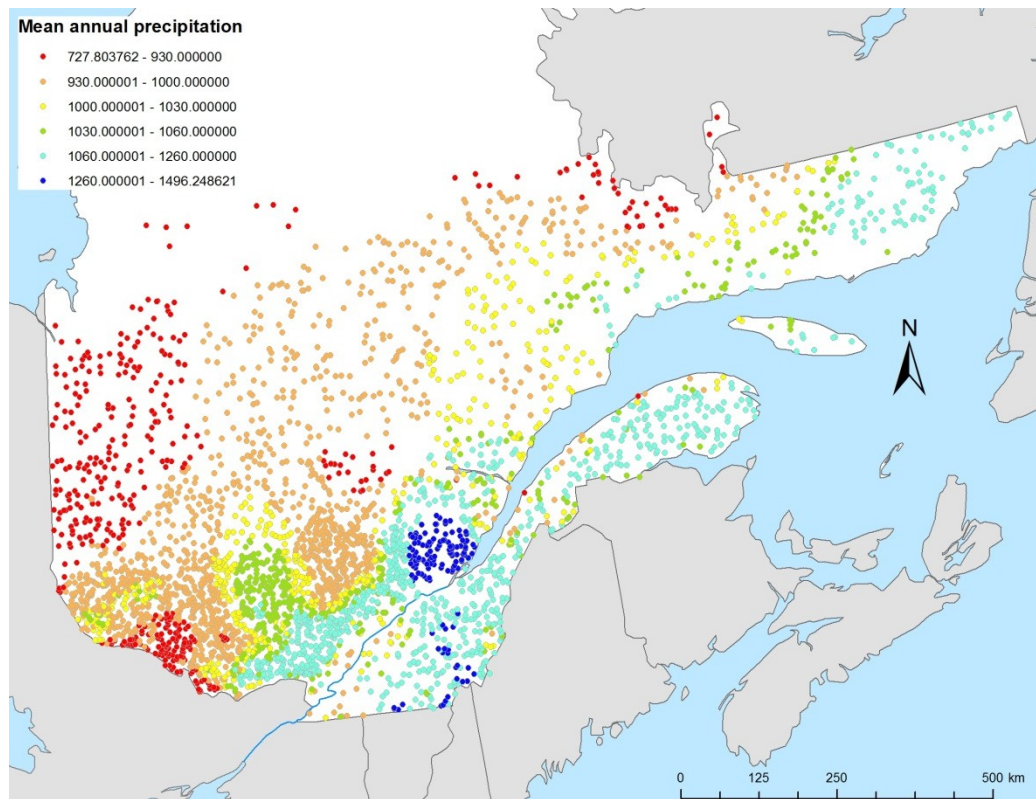 Mean annual precipitation
727.803762 - 930.000000
930.000001 - 1000.000000
1000.000001 - 1030.000000
1030.000001 - 1060.000000
1060.000001 - 1260.000000
1260.000001 - 1496.248621
N
0 125 250 500 km